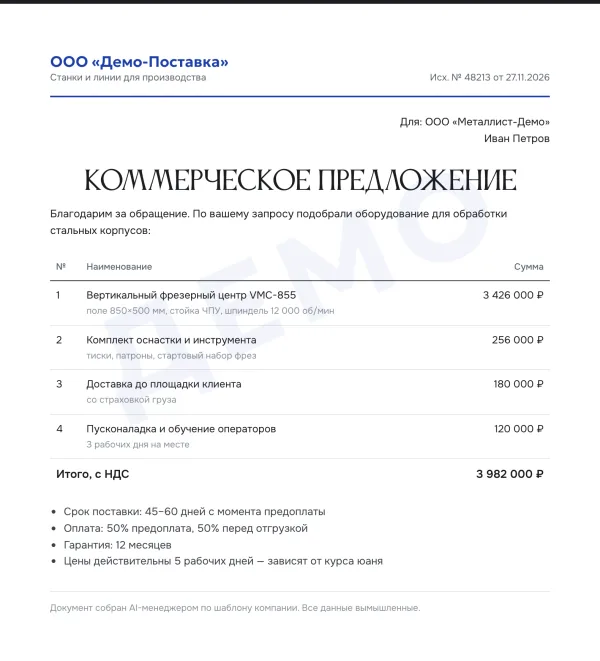 ООО «Демо-Поставка»
Станки и линии для производства
Исх. № 48213 от 27.11.2026
Для: ООО «Металлист-Демо»
Иван Петров
КОММЕРЧЕСКОЕ ПРЕДЛОЖЕНИЕ
Благодарим за обращение. По вашему запросу подобрали оборудование для обработки
стальных корпусов:
ДЕМО
№ Наименование Сумма
1 Вертикальный фрезерный центр VMC-855 3 426 000 ₽
поле 850×500 мм, стойка ЧПУ, шпиндель 12 000 об/мин
2 Комплект оснастки и инструмента 256 000 ₽
тиски, патроны, стартовый набор фрез
3 Доставка до площадки клиента 180 000 ₽
со страховкой груза
4 Пусконаладка и обучение операторов 120 000 ₽
3 рабочих дня на месте
Итого, с НДС 3 982 000 ₽
• Срок поставки: 45–60 дней с момента предоплаты
• Оплата: 50% предоплата, 50% перед отгрузкой
• Гарантия: 12 месяцев
• Цены действительны 5 рабочих дней — зависят от курса юаня
Документ собран AI-менеджером по шаблону компании. Все данные вымышленные.